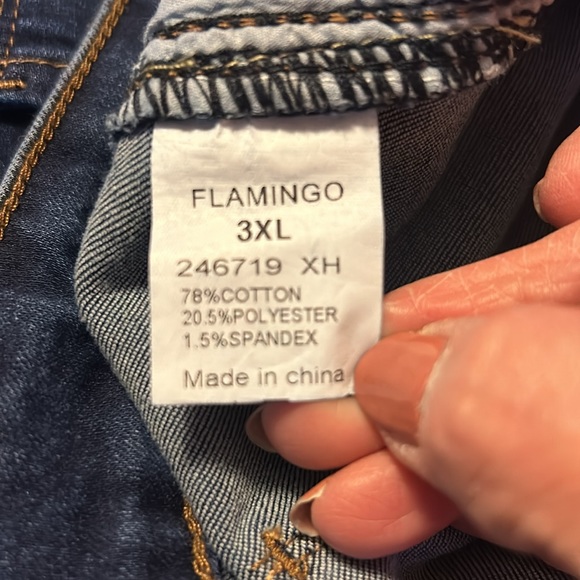 FLAMINGO
3XL
246719 XH
78%COTTON
20.5%POLYESTER
1.5%SPANDEX
Made in china